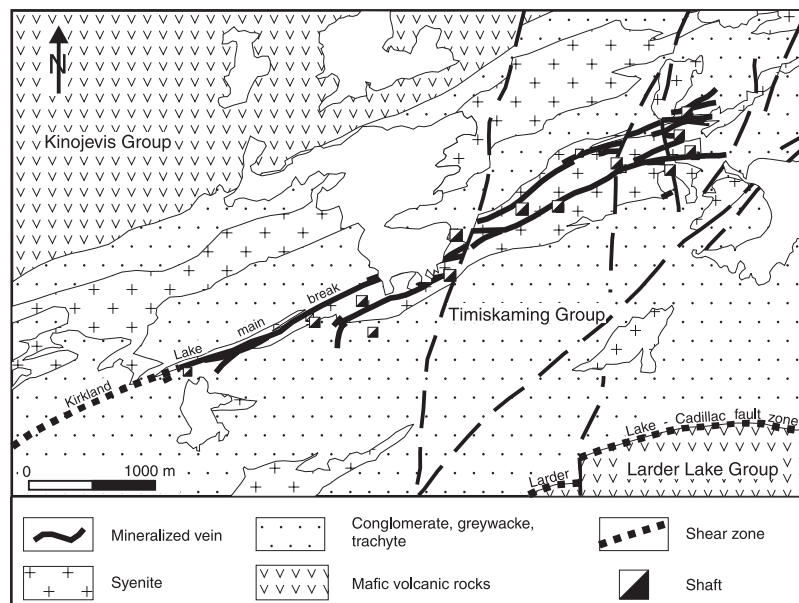 N
Kinojevis Group
Timiskaming Group
Kirkland Lake main break
Larder Lake Cadillac fault zone
Larder Lake Group
0 1000 m
Mineralized vein
Conglomerate, greywacke,
trachyte
Shear zone
Syenite
Mafic volcanic rocks
Shaft